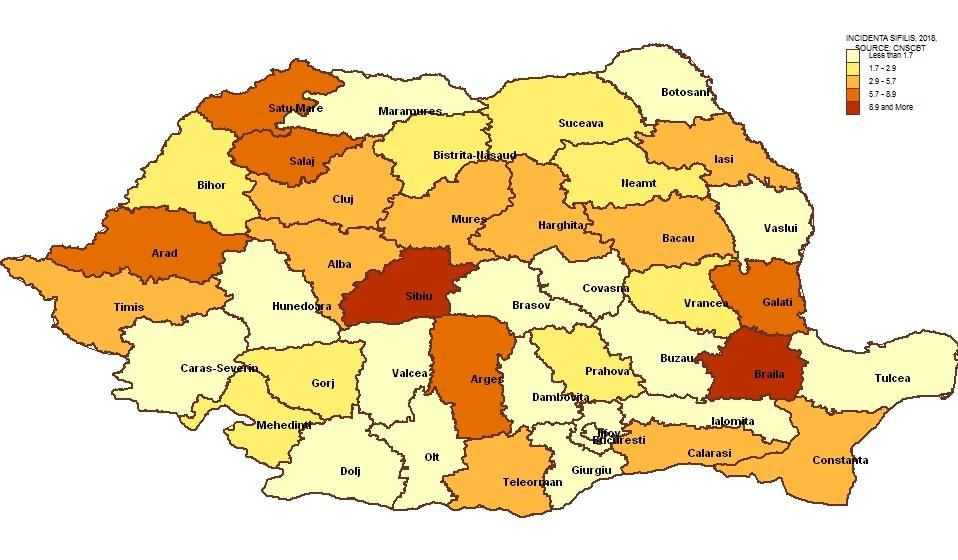 INCIDENTA SIFILIS, 2018,
SOURCE: CNSCBT
Less than 1.7
1.7 - 2.9
2.9 - 5.7
5.7 - 8.9
8.9 and More
Botosani
Satu Mare
Maramures
Suceava
Bistrita-Nasaud
Iasi
Salaj
Bihor
Neamt
Cluj
Mures
Harghita
Vaslui
Bacau
Arad
Alba
Sibiu
Covasna
Timis
Hunedoara
Brasov
Vrancea
Galati
Caras-Severin
Valcea
Buzau
Gorj
Arges
Prahova
Braila
Tulcea
Dambovita
Mehedinti
Ialomita
Ilfov
Bucuresti
Calarasi
Olt
Constanta
Dolj
Giurgiu
Teleorman